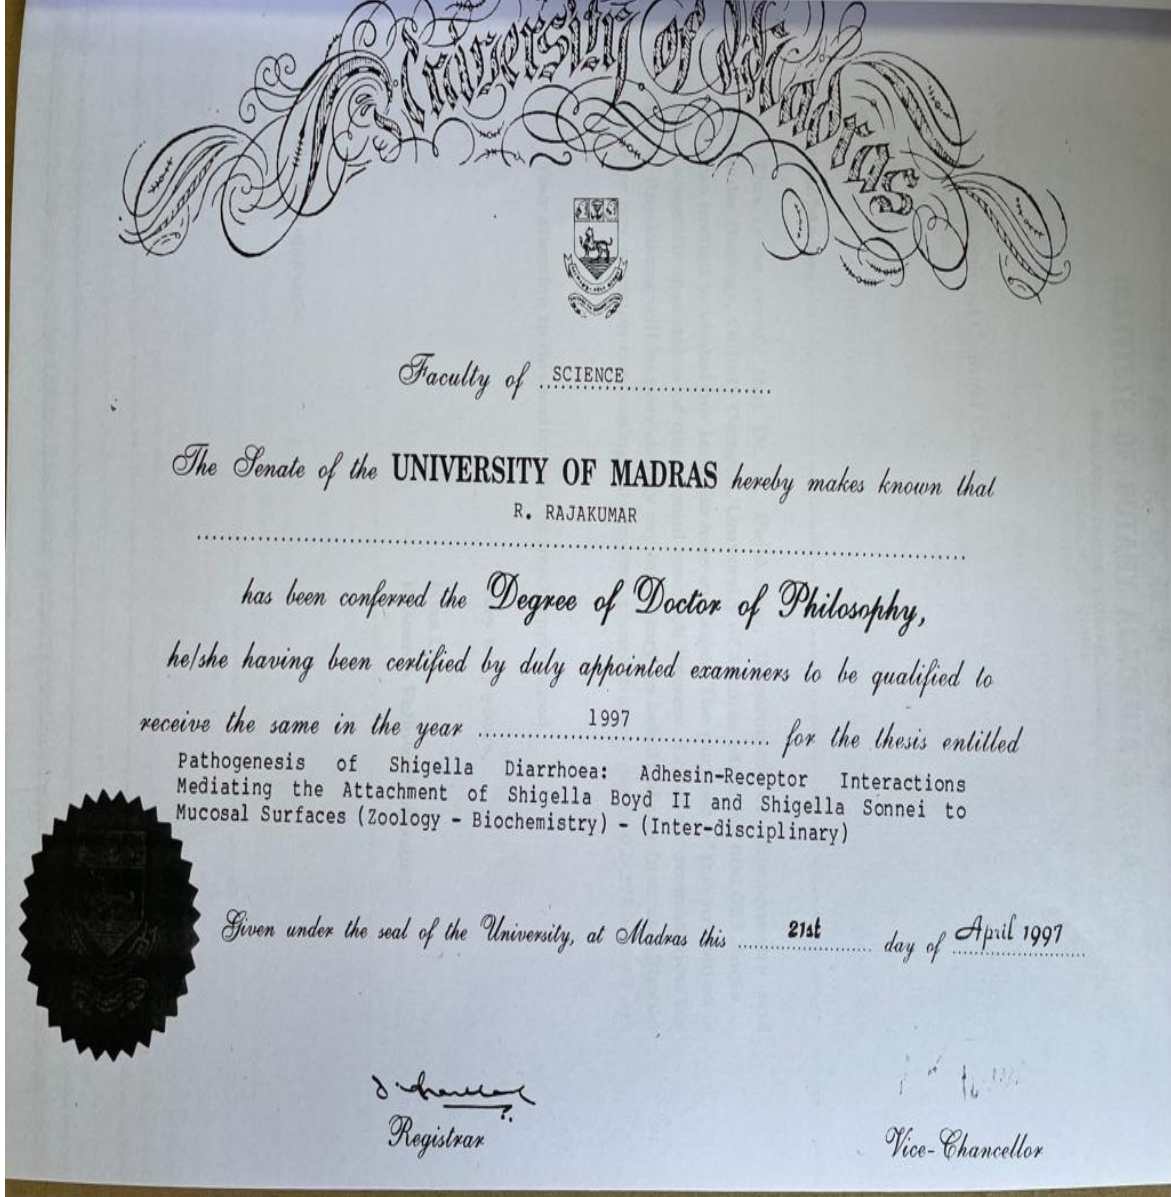 University of Madras
Faculty of SCIENCE
The Senate of the UNIVERSITY OF MADRAS hereby makes known that
R. RAJAKUMAR
has been conferred the Degree of Doctor of Philosophy,
he/she having been certified by duly appointed examiners to be qualified to
receive the same in the year 1997 for the thesis entitled
Pathogenesis of Shigella Diarrhoea: Adhesin-Receptor Interactions
Mediating the Attachment of Shigella Boyd II and Shigella Sonnei to
Mucosal Surfaces (Zoology - Biochemistry) - (Inter-disciplinary)
Given under the seal of the University, at Madras this 21st day of April 1997
Registrar
Vice-Chancellor